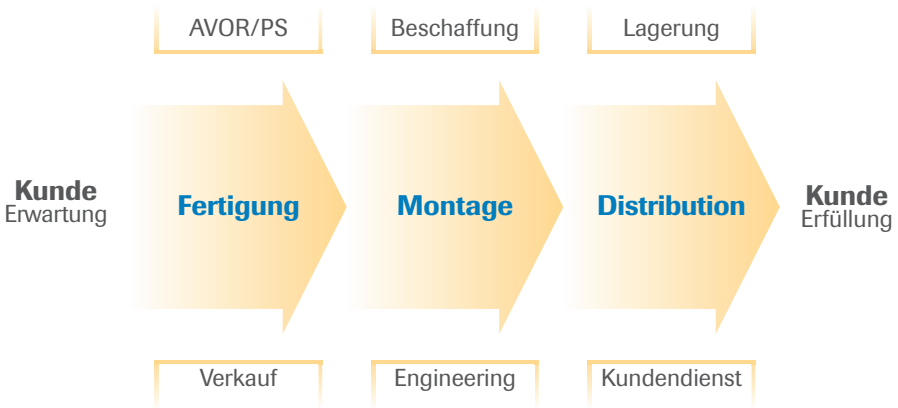 AVOR/PS
Beschaffung
Lagerung
Kunde
Erwartung
Fertigung
Montage
Distribution
Kunde
Erfüllung
Verkauf
Engineering
Kundendienst